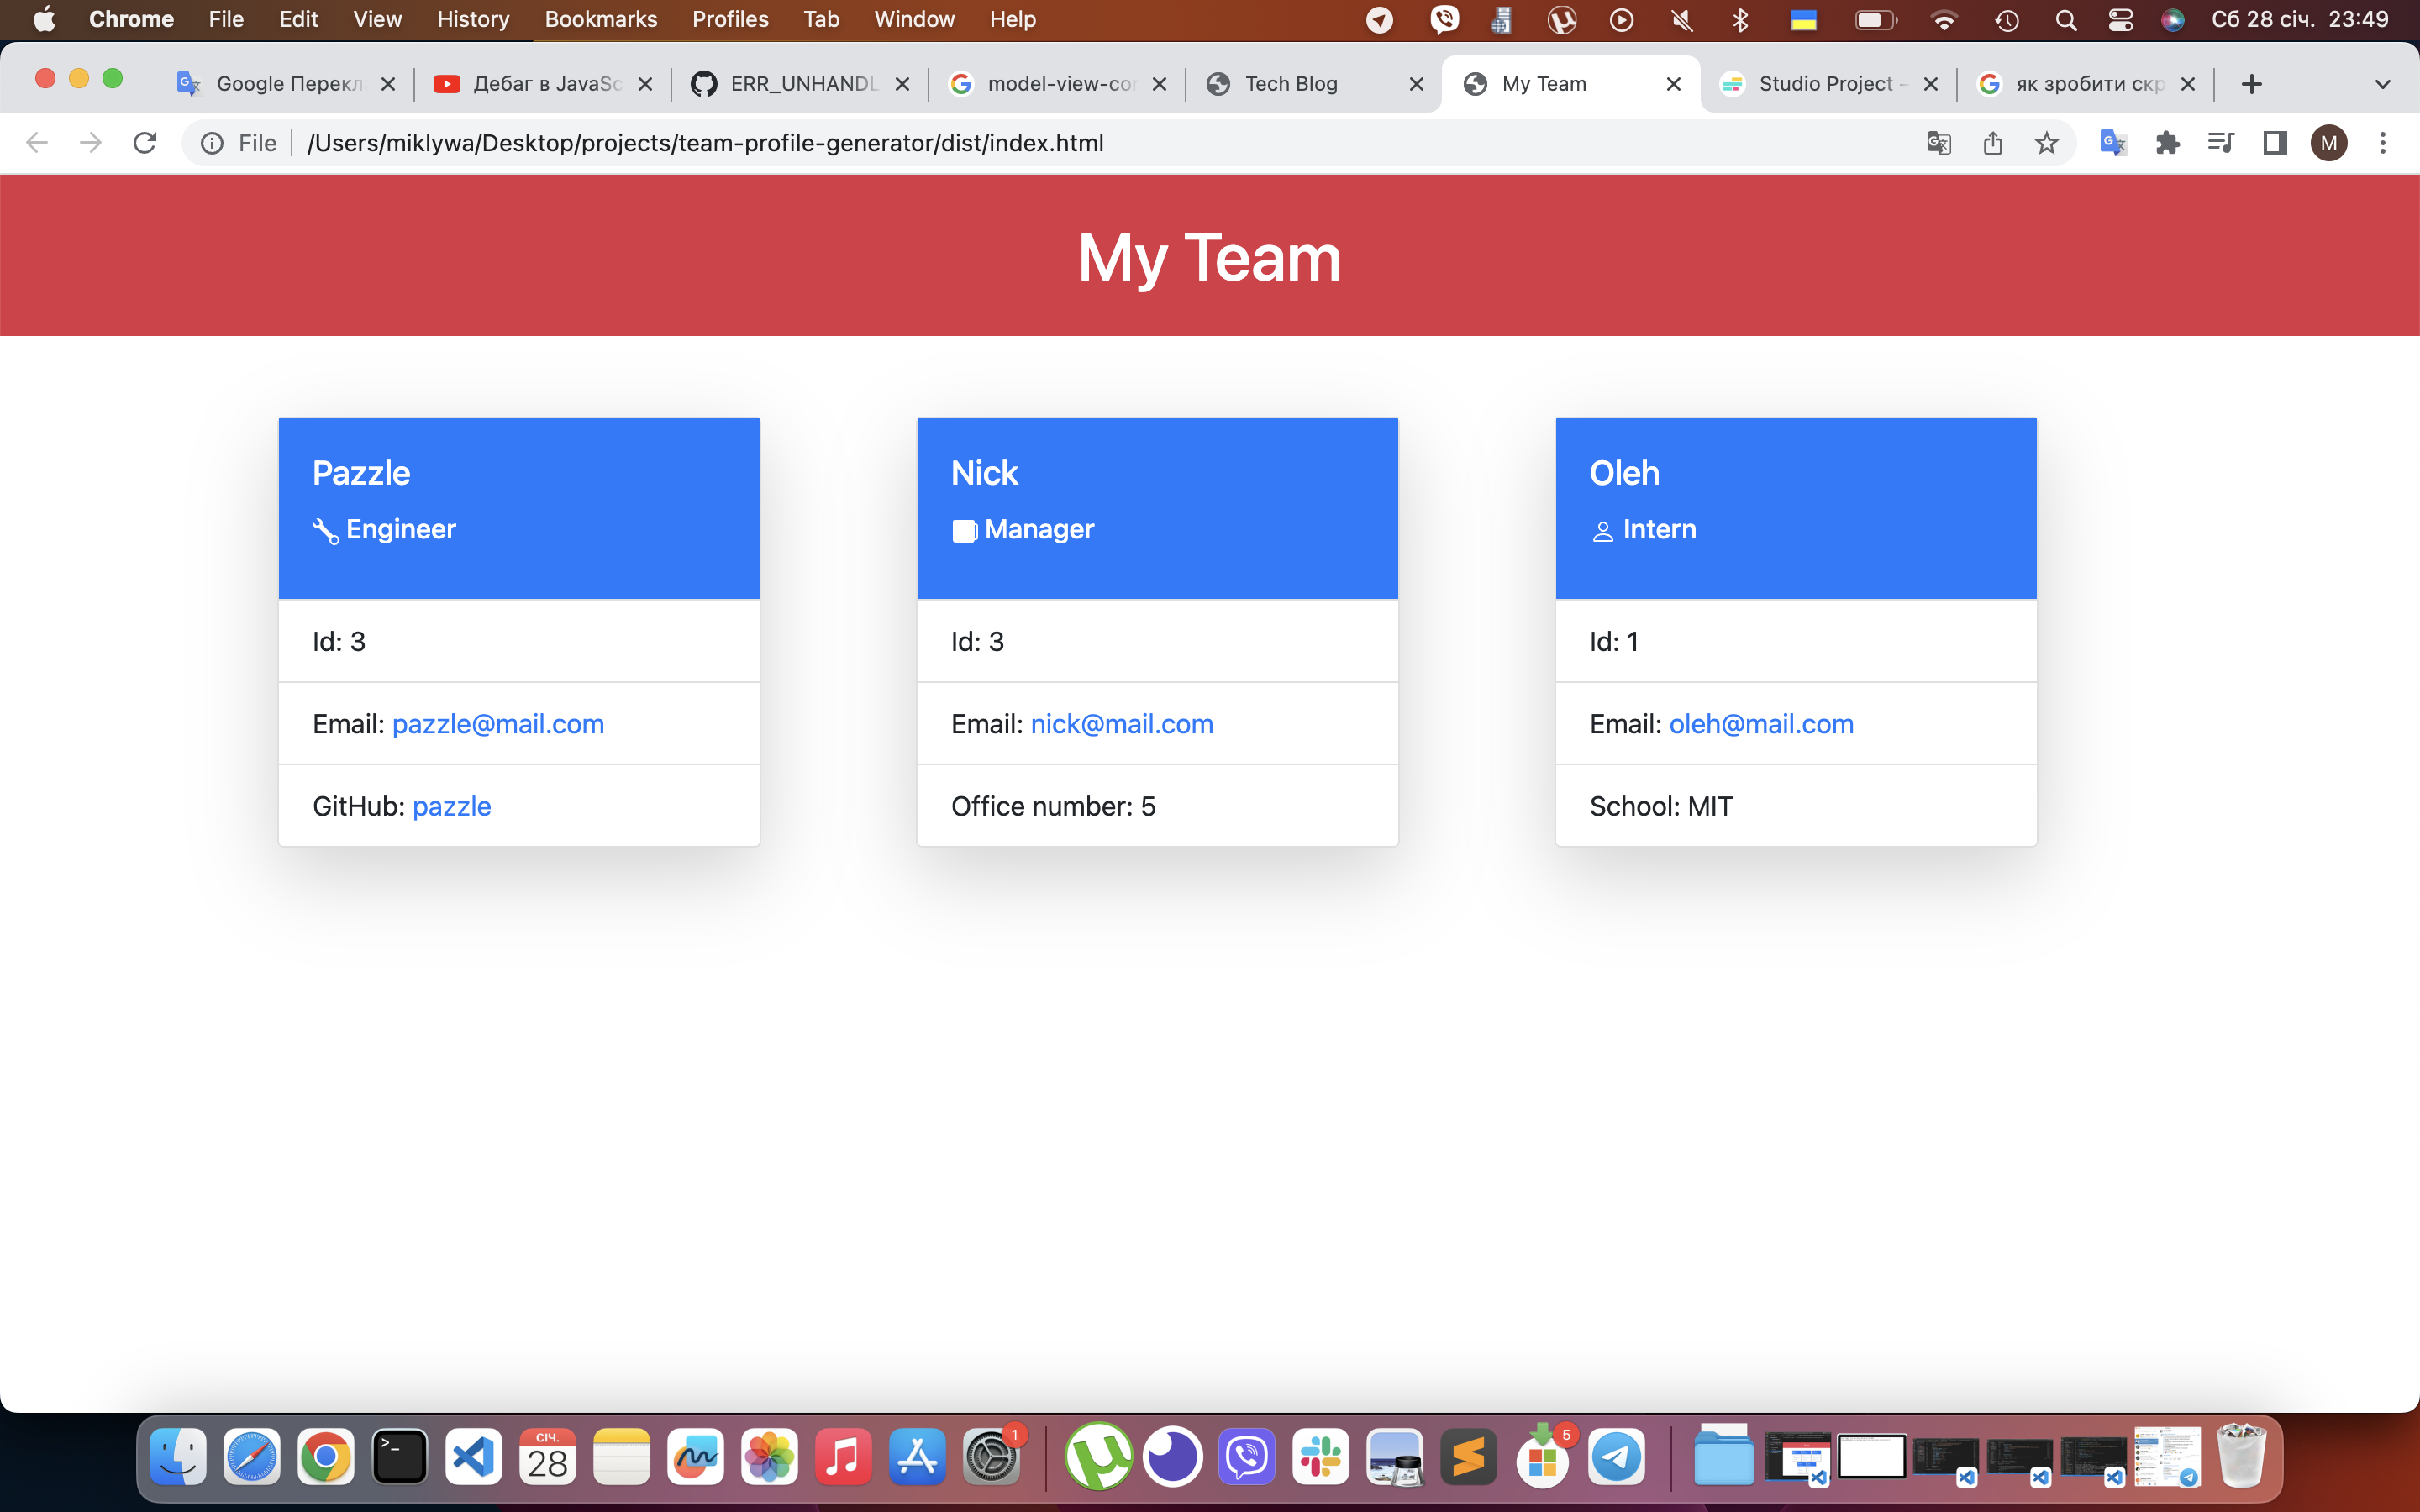 Chrome File Edit View History Bookmarks Profiles Tab Window Help Сб 28 січ. 23:49
Google Перекл Дебаг в JavaSc ERR_UNHANDL model-view-cor Tech Blog My Team Studio Project - як зробити скр
File /Users/miklywa/Desktop/projects/team-profile-generator/dist/index.html M
My Team
Pazzle
Engineer
Id: 3
Email: pazzle@mail.com
GitHub: pazzle
Nick
Manager
Id: 3
Email: nick@mail.com
Office number: 5
Oleh
Intern
Id: 1
Email: oleh@mail.com
School: MIT
СІЧ.
28
1
5